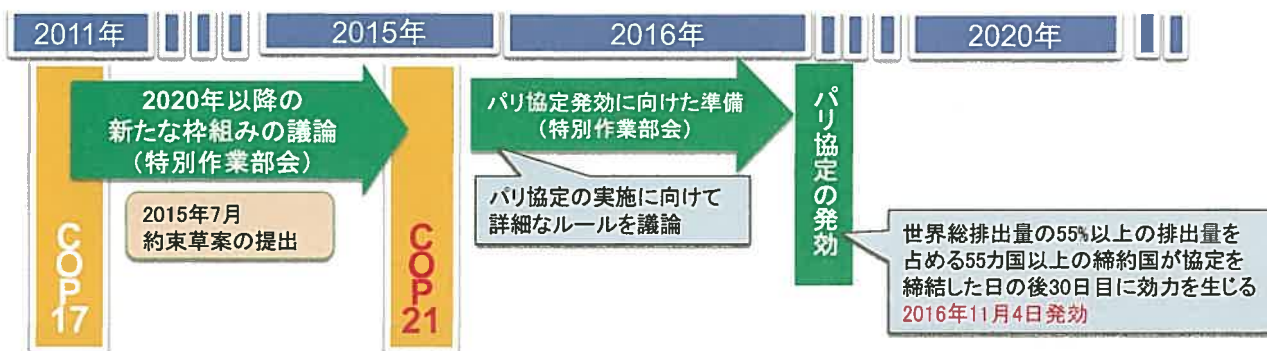 2011年
2015年
2016年
2020年
2020年以降の
新たな枠組みの議論
（特別作業部会）
パリ協定発効に向けた準備
（特別作業部会）
パリ協定の発効
2015年7月
約束草案の提出
パリ協定の実施に向けて
詳細なルールを議論
COP17
COP21
世界総排出量の55%以上の排出量を
占める55カ国以上の締約国が協定を
締結した日の後30日目に効力を生じる
2016年11月4日発効